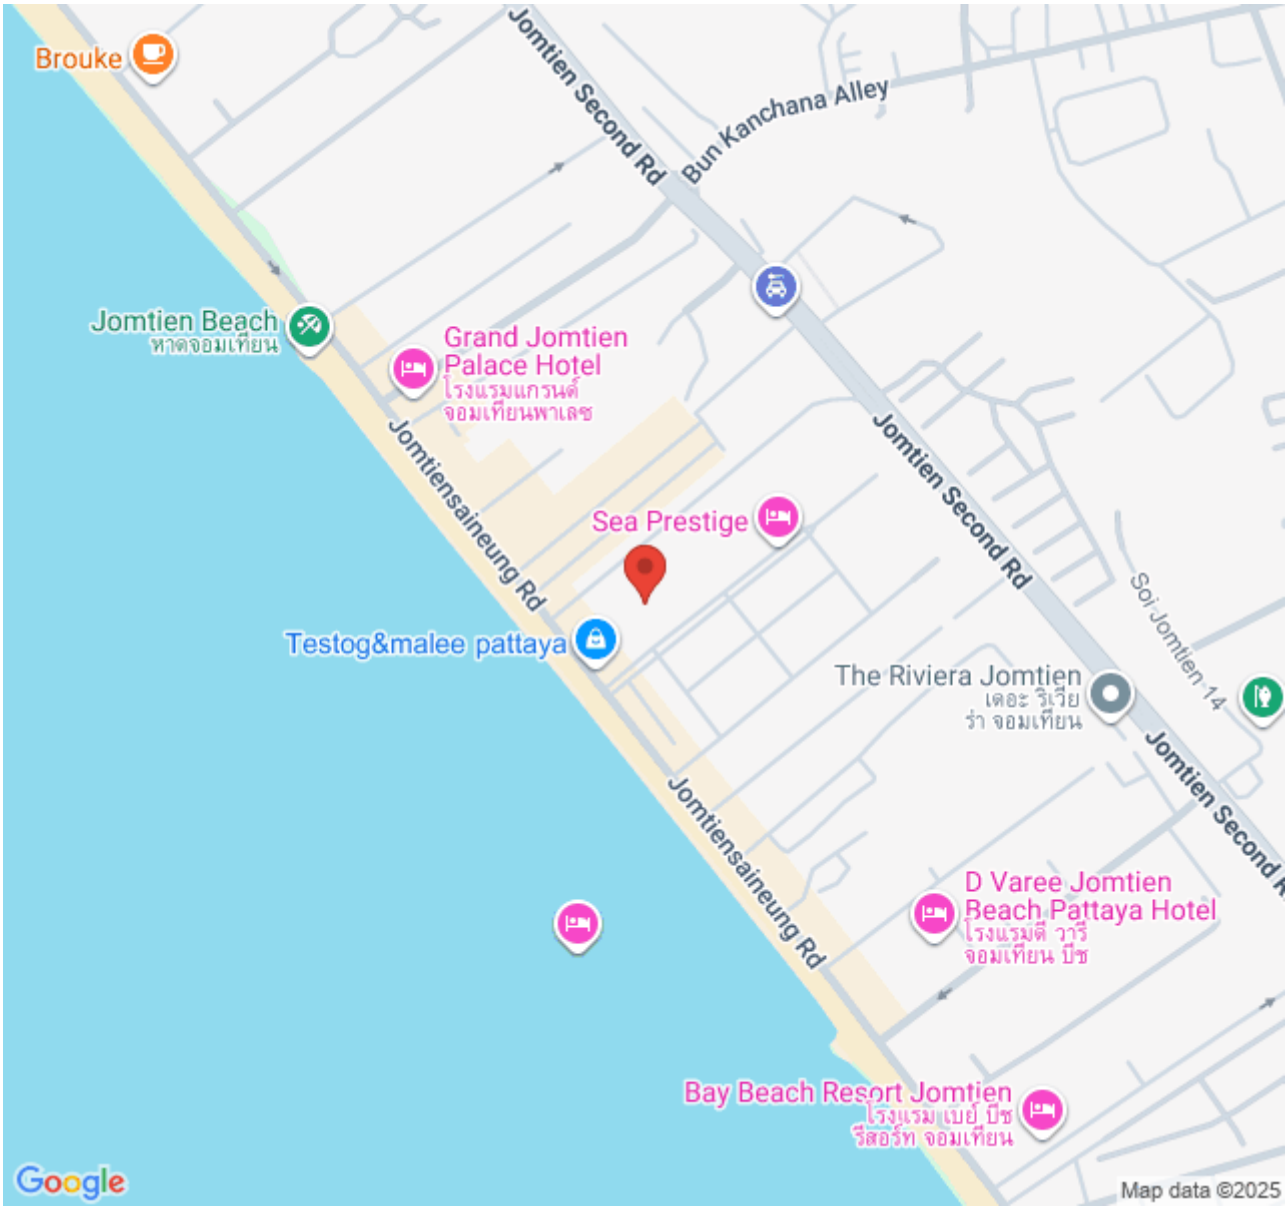 Brouke
Jomtien Second Rd
Bun Kanchana Alley
Jomtien Beach
หาดจอมเทียน
Grand Jomtien
Palace Hotel
โรงแรมแกรนด์
จอมเทียนพาเลซ
Jomtiensaineung Rd
Jomtien Second Rd
Sea Prestige
Soi Jomtien 14
Testog&malee pattaya
The Riviera Jomtien
เดอะ ริเวีย
ร่า จอมเทียน
Jomtien Second R
Jomtiensaineung Rd
D Varee Jomtien
Beach Pattaya Hotel
โรงแรมดี วารี
จอมเทียน บีช
Bay Beach Resort Jomtien
โรงแรม เบย์ บีช
รีสอร์ท จอมเทียน
Google
Map data ©2025